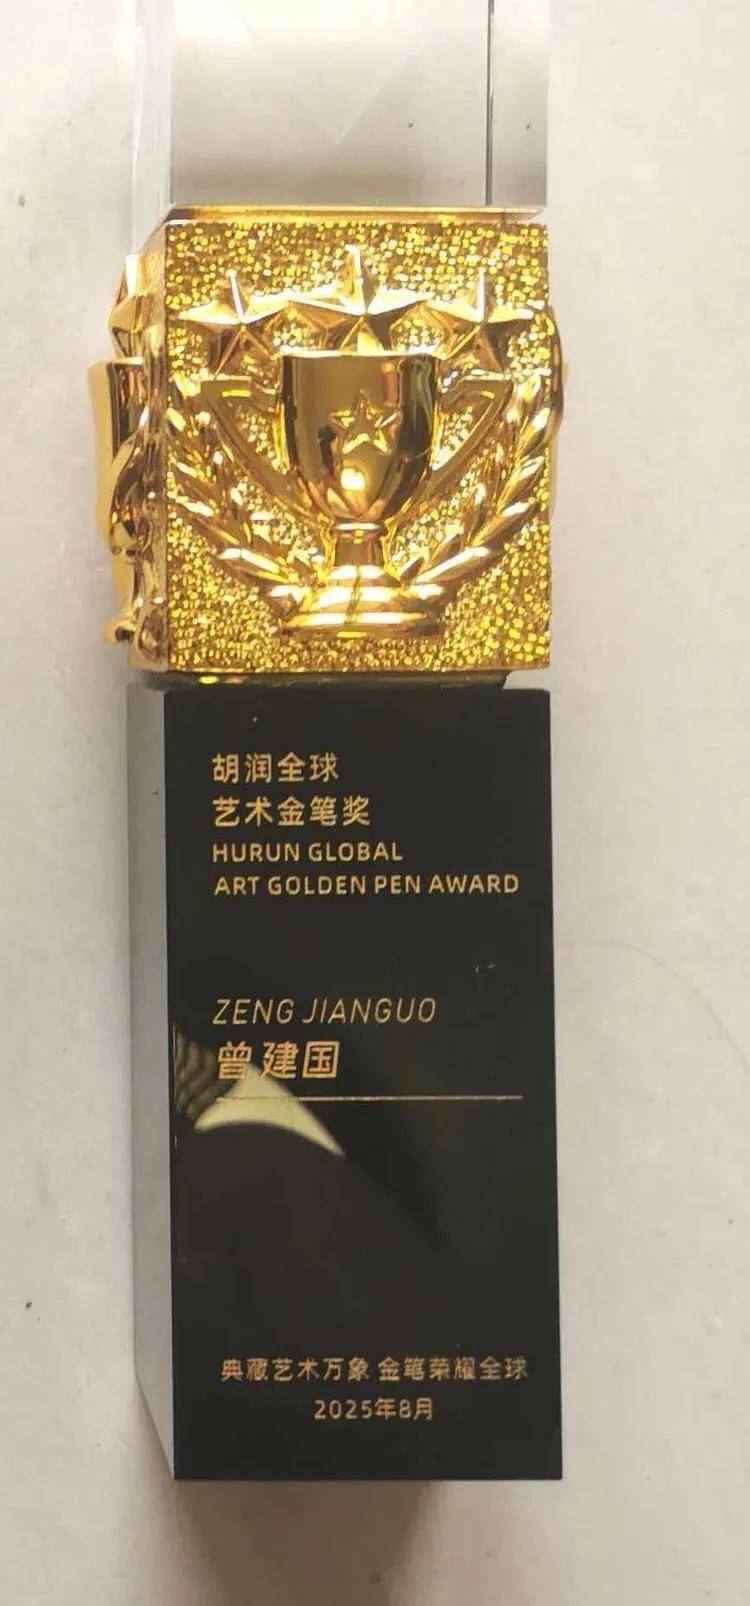 胡润全球
艺术金笔奖
HURUN GLOBAL
ART GOLDEN PEN AWARD
ZENG JIANGUO
曾建国
典藏艺术万象 金笔荣耀全球
2025年8月